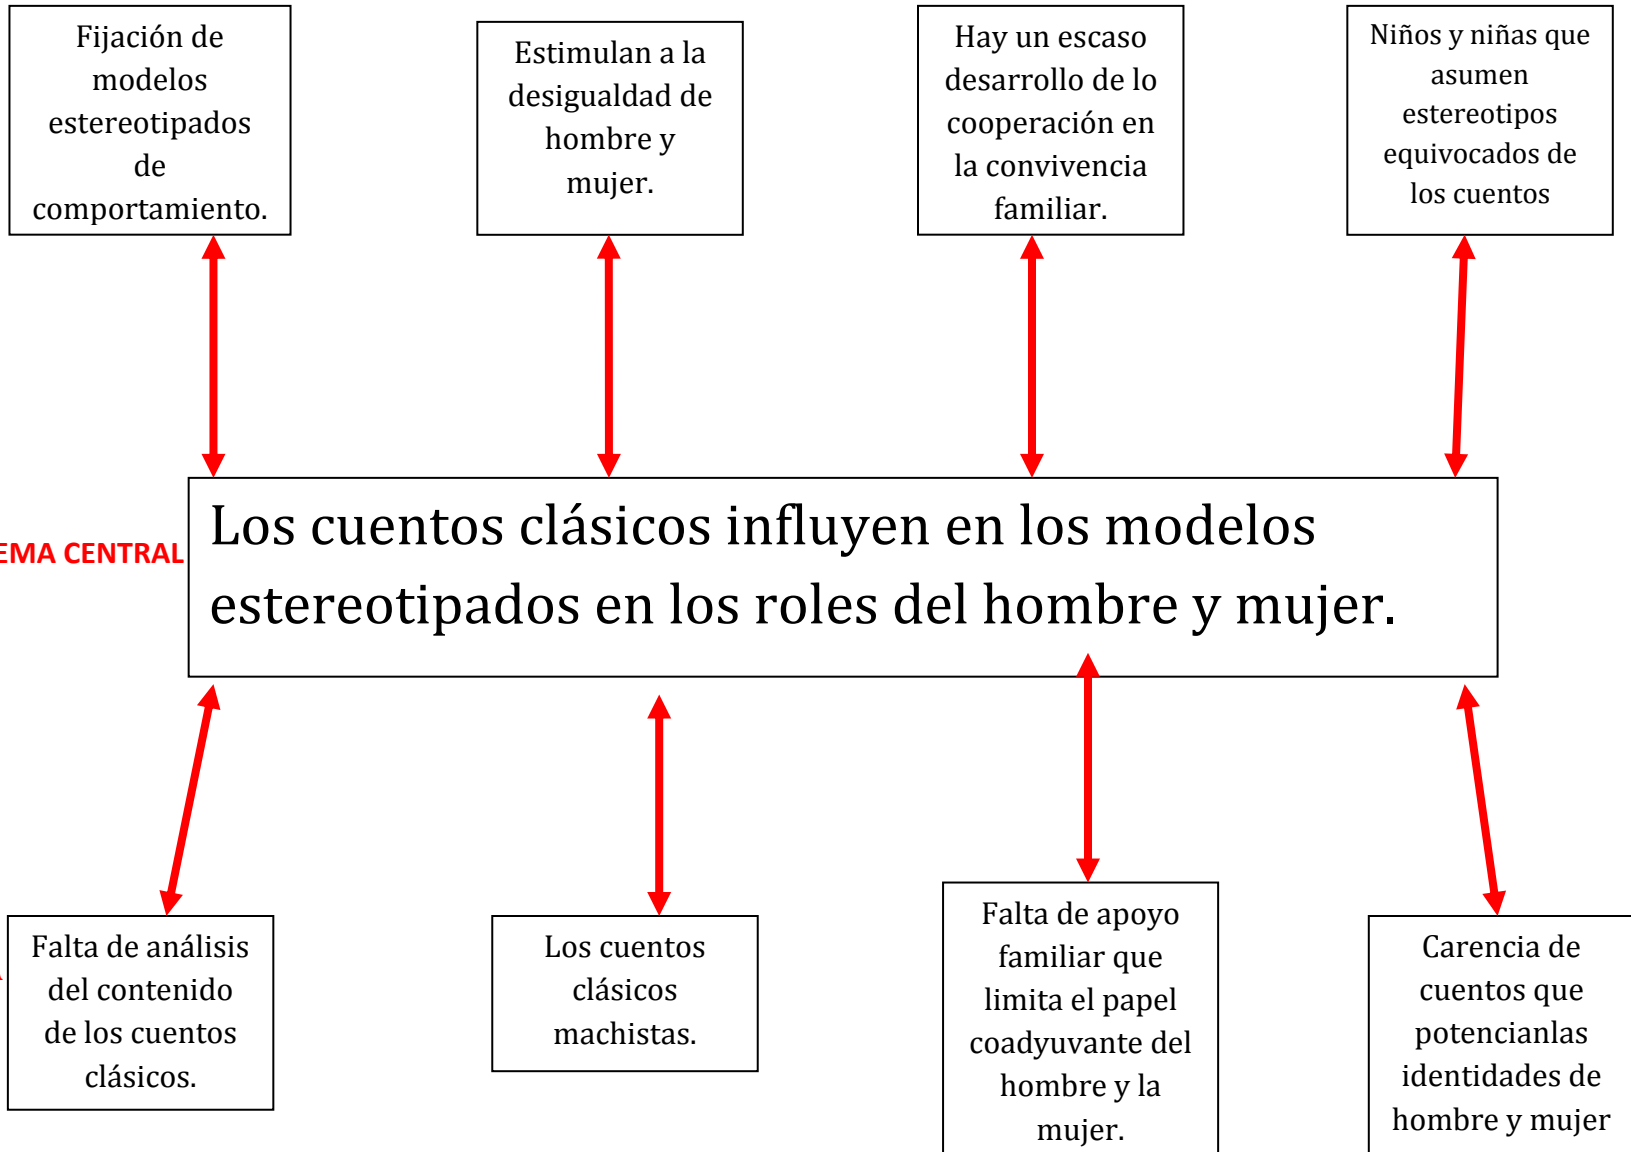 Fijación de
modelos
estereotipados
de
comportamiento.
Estimulan a la
desigualdad de
hombre y
mujer.
Hay un escaso
desarrollo de lo
cooperación en
la convivencia
familiar.
Niños y niñas que
asumen
estereotipos
equivocados de
los cuentos
EMA CENTRAL
Los cuentos clásicos influyen en los modelos
estereotipados en los roles del hombre y mujer.
Falta de análisis
del contenido
de los cuentos
clásicos.
Los cuentos
clásicos
machistas.
Falta de apoyo
familiar que
limita el papel
coadyuvante del
hombre y la
mujer.
Carencia de
cuentos que
potencianlas
identidades de
hombre y mujer